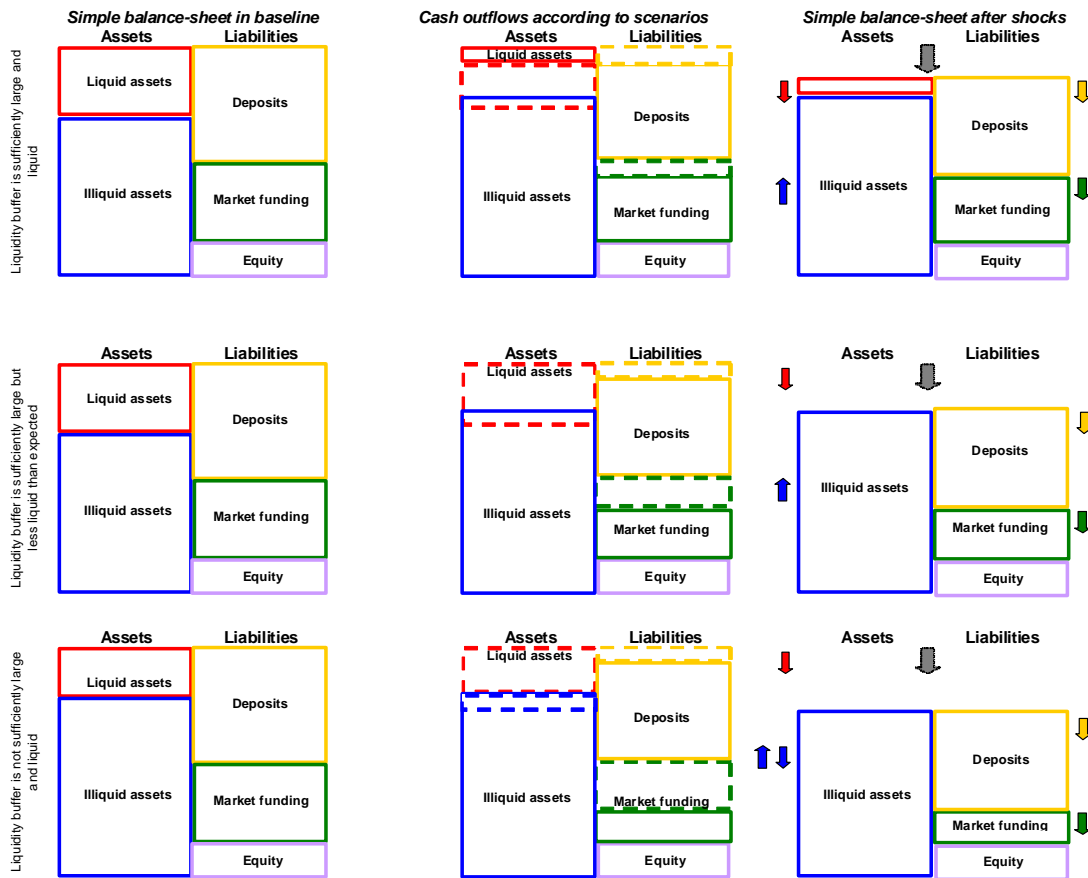 Simple balance-sheet in baseline
Cash outflows according to scenarios
Simple balance-sheet after shocks
Liquidity buffer is sufficiently large and
liquid
Assets
Liabilities
Liquid assets
Deposits
Illiquid assets
Market funding
Equity
Assets
Liabilities
Liquid assets
Deposits
Illiquid assets
Market funding
Equity
Assets
Liabilities
Deposits
Illiquid assets
Market funding
Equity
Liquidity buffer is sufficiently large but
less liquid than expected
Assets
Liabilities
Liquid assets
Deposits
Illiquid assets
Market funding
Equity
Assets
Liabilities
Liquid assets
Deposits
Illiquid assets
Market funding
Equity
Assets
Liabilities
Deposits
Illiquid assets
Market funding
Equity
Liquidity buffer is not sufficiently large
and liquid
Assets
Liabilities
Liquid assets
Deposits
Illiquid assets
Market funding
Equity
Assets
Liabilities
Liquid assets
Deposits
Illiquid assets
Market funding
Equity
Assets
Liabilities
Deposits
Illiquid assets
Market funding
Equity